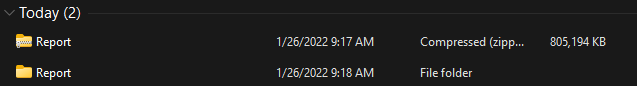 Today (2)
Report 1/26/2022 9:17 AM Compressed (zipp... 805,194 KB
Report 1/26/2022 9:18 AM File folder